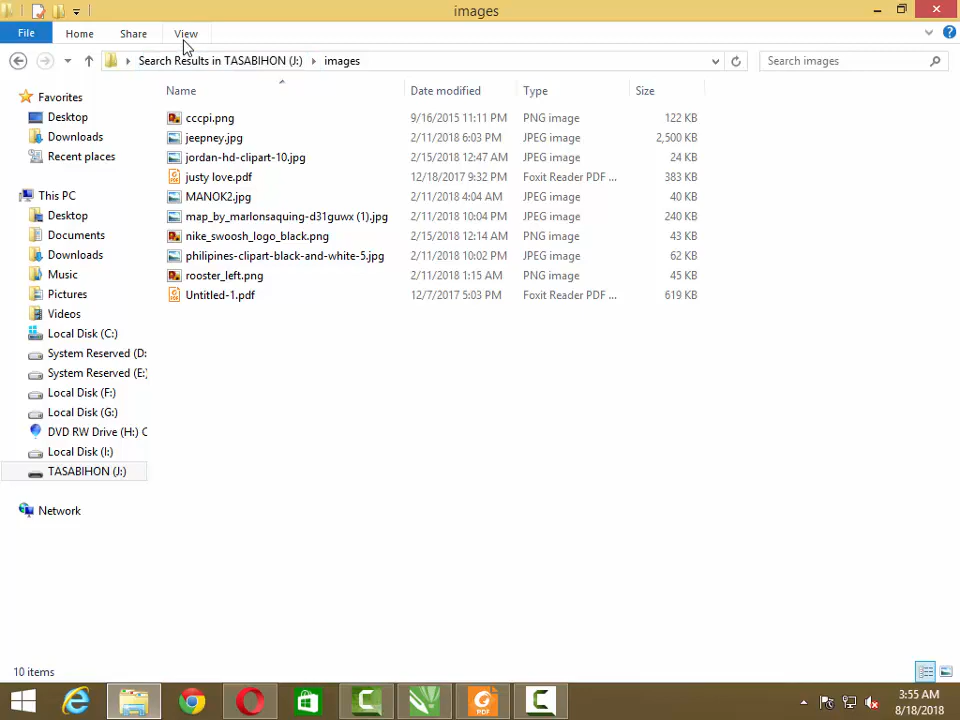 images
File Home Share View
Search Results in TASABIHON (J:) images Search images
Name Date modified Type Size
Favorites
Desktop
Downloads
Recent places
This PC
Desktop
Documents
Downloads
Music
Pictures
Videos
Local Disk (C:)
System Reserved (D:
System Reserved (E:)
Local Disk (F:)
Local Disk (G:)
DVD RW Drive (H:) C
Local Disk (I:)
TASABIHON (J:)
Network
cccpi.png 9/16/2015 11:11 PM PNG image 122 KB
jeepney.jpg 2/11/2018 6:03 PM JPEG image 2,500 KB
jordan-hd-clipart-10.jpg 2/15/2018 12:47 AM JPEG image 24 KB
justy love.pdf 12/18/2017 9:32 PM Foxit Reader PDF ... 383 KB
MANOK2.jpg 2/11/2018 4:04 AM JPEG image 40 KB
map_by_marlonsaquing-d31guwx (1).jpg 2/11/2018 10:04 PM JPEG image 240 KB
nike_swoosh_logo_black.png 2/15/2018 12:14 AM PNG image 43 KB
philipines-clipart-black-and-white-5.jpg 2/11/2018 10:02 PM JPEG image 62 KB
rooster_left.png 2/11/2018 1:15 AM PNG image 45 KB
Untitled-1.pdf 12/7/2017 5:03 PM Foxit Reader PDF ... 619 KB
10 items
PDF
3:55 AM
8/18/2018